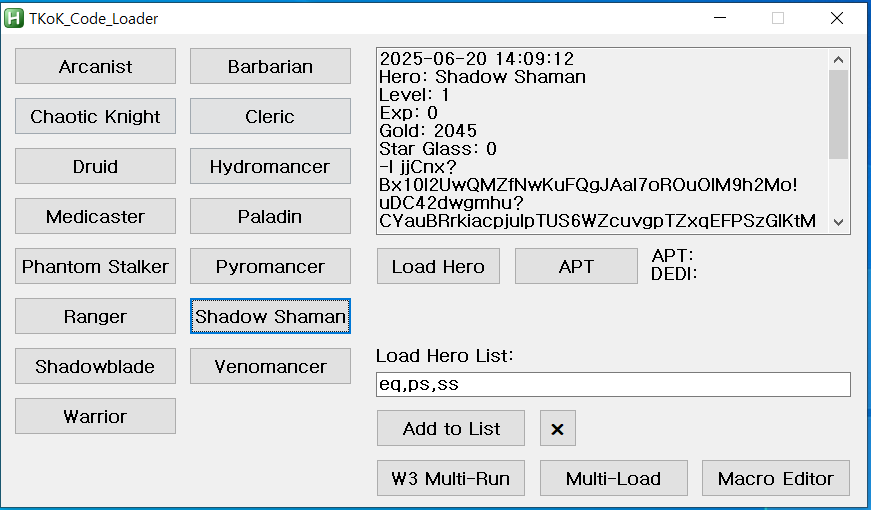 TKoK_Code_Loader
Arcanist
Barbarian
Chaotic Knight
Cleric
Druid
Hydromancer
Medicaster
Paladin
Phantom Stalker
Pyromancer
Ranger
Shadow Shaman
Shadowblade
Venomancer
Warrior
2025-06-20 14:09:12
Hero: Shadow Shaman
Level: 1
Exp: 0
Gold: 2045
Star Glass: 0
-l jjCnx?
Bx10l2UwQMZfNwKuFQgJAal7oROuOlM9h2Mo!
uDC42dwgmhu?
CYauBRrkiacpjulpTUS6WZcuvgpTZxqEFPSzGlKtM
Load Hero
APT
APT:
DEDI:
Load Hero List:
eq,ps,ss
Add to List
×
W3 Multi-Run
Multi-Load
Macro Editor